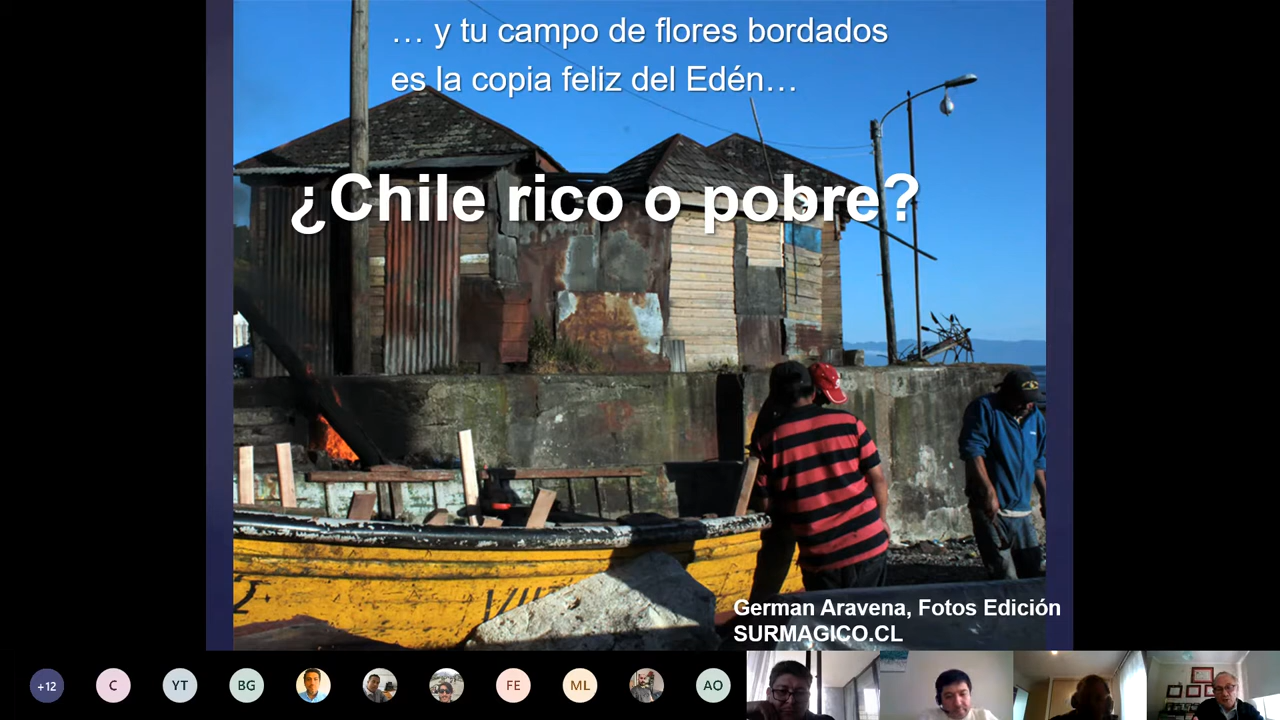 … y tu campo de flores bordados
es la copia feliz del Edén…
¿Chile rico o pobre?
German Aravena, Fotos Edición
SURMAGICO.CL
+12
C
YT
BG
FE
ML
AO